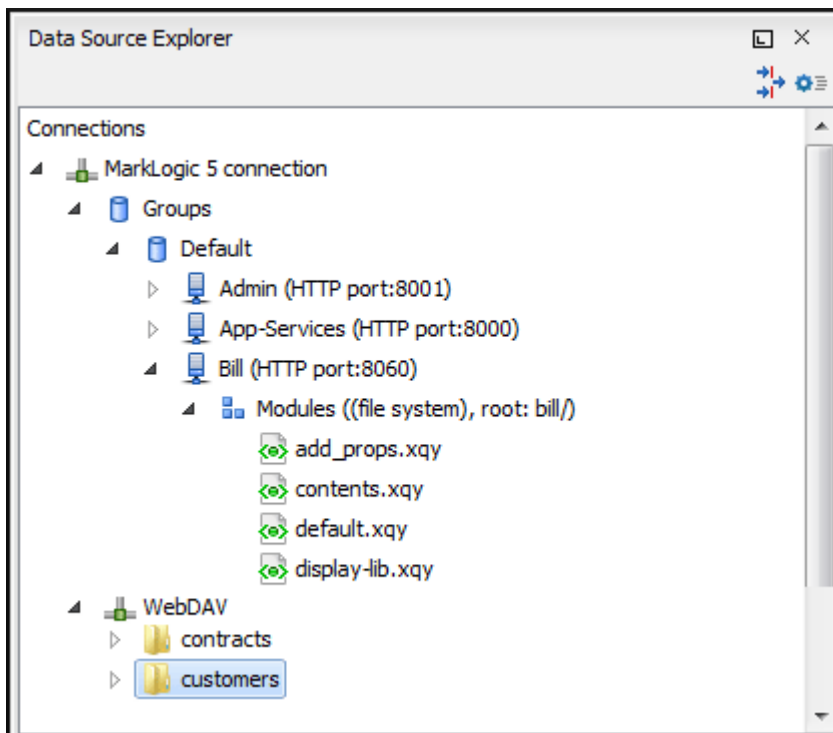 Data Source Explorer
Connections
MarkLogic 5 connection
Groups
Default
Admin (HTTP port:8001)
App-Services (HTTP port:8000)
Bill (HTTP port:8060)
Modules ((file system), root: bill/)
add_props.xqy
contents.xqy
default.xqy
display-lib.xqy
WebDAV
contracts
customers